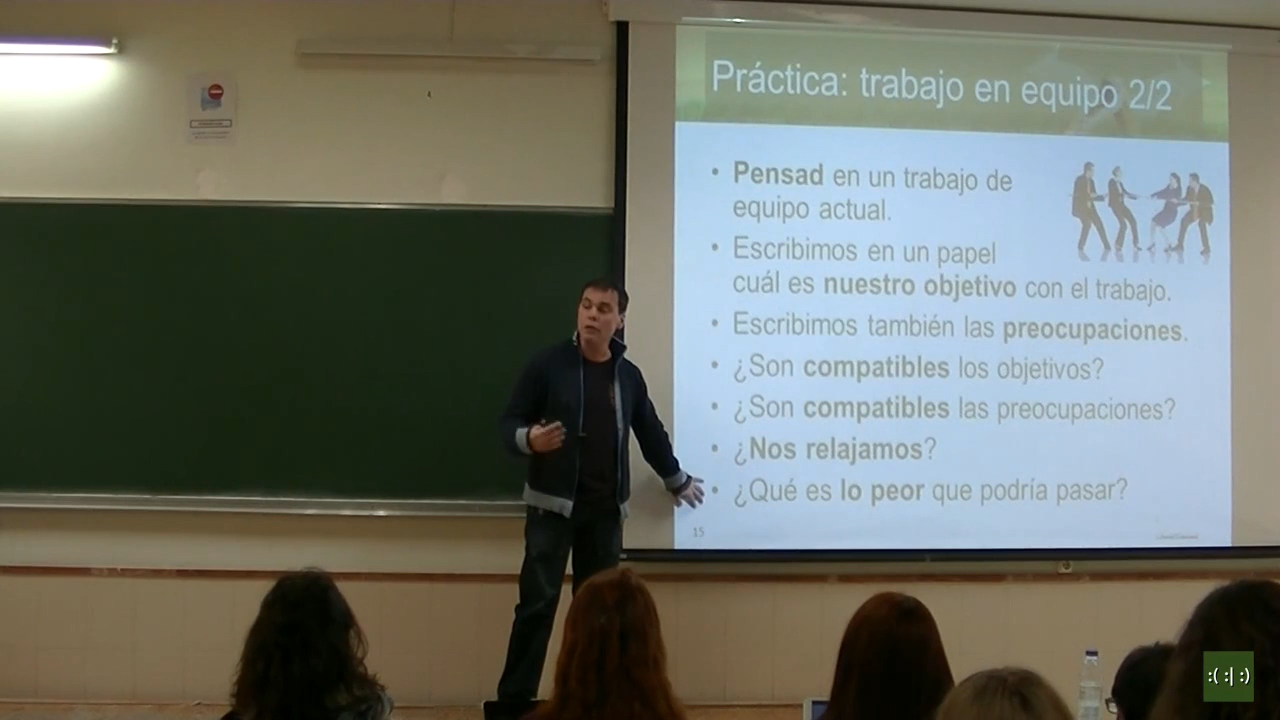 Práctica: trabajo en equipo 2/2
• Pensad en un trabajo de
equipo actual.
• Escribimos en un papel
cuál es nuestro objetivo con el trabajo.
• Escribimos también las preocupaciones.
• ¿Son compatibles los objetivos?
• ¿Son compatibles las preocupaciones?
• ¿Nos relajamos?
• ¿Qué es lo peor que podría pasar?
15
:( :| :)